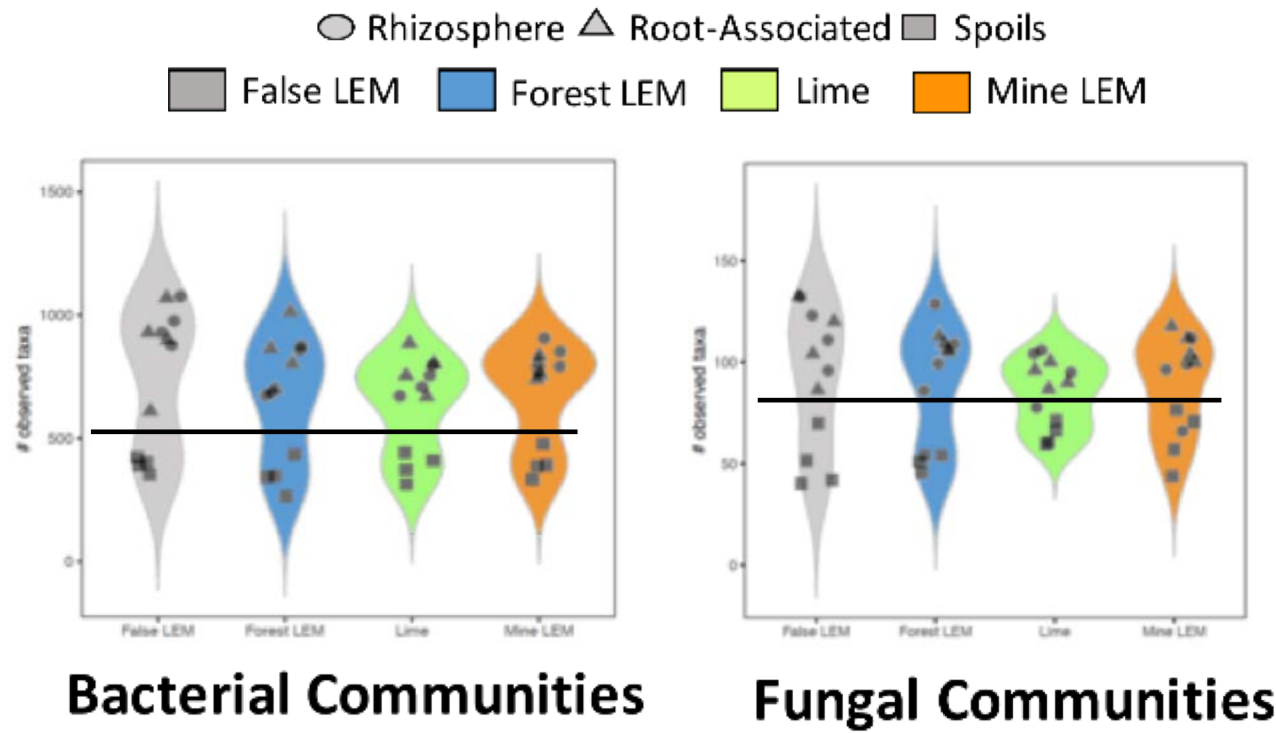 Rhizosphere Root-Associated Spoils
False LEM Forest LEM Lime Mine LEM
# observed taxa
1500
1000
500
0
False LEM Forest LEM Lime Mine LEM
Bacterial Communities
# observed taxa
150
100
50
0
False LEM Forest LEM Lime Mine LEM
Fungal Communities